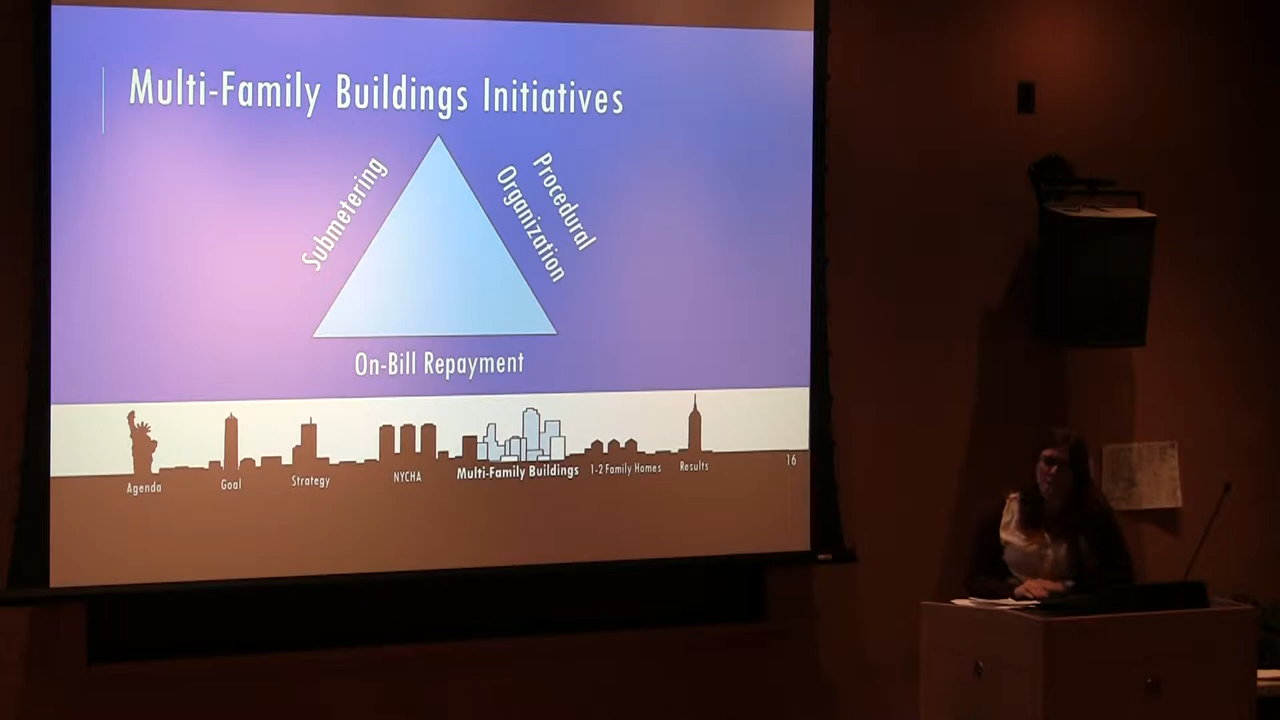 Multi-Family Buildings Initiatives
Submetering
Procedural
Organization
On-Bill Repayment
Agenda
Goal
Strategy
NYCHA
Multi-Family Buildings
1-2 Family Homes
Results
16